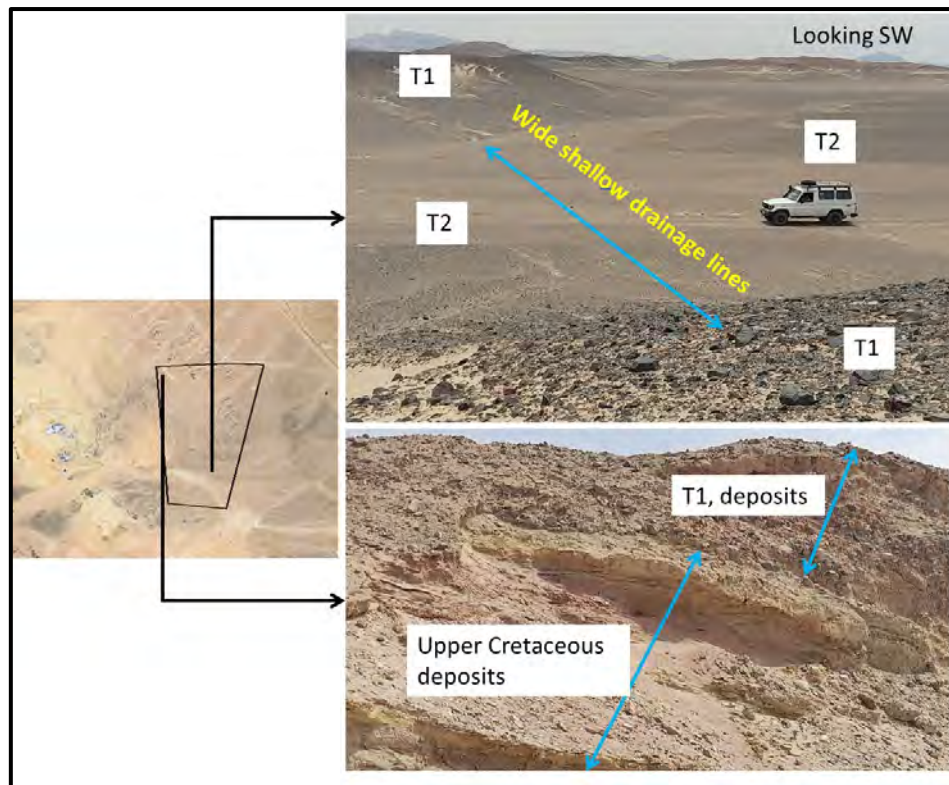 Looking SW
T1
Wide shallow drainage lines
T2
T2
T1
T1, deposits
Upper Cretaceous
deposits